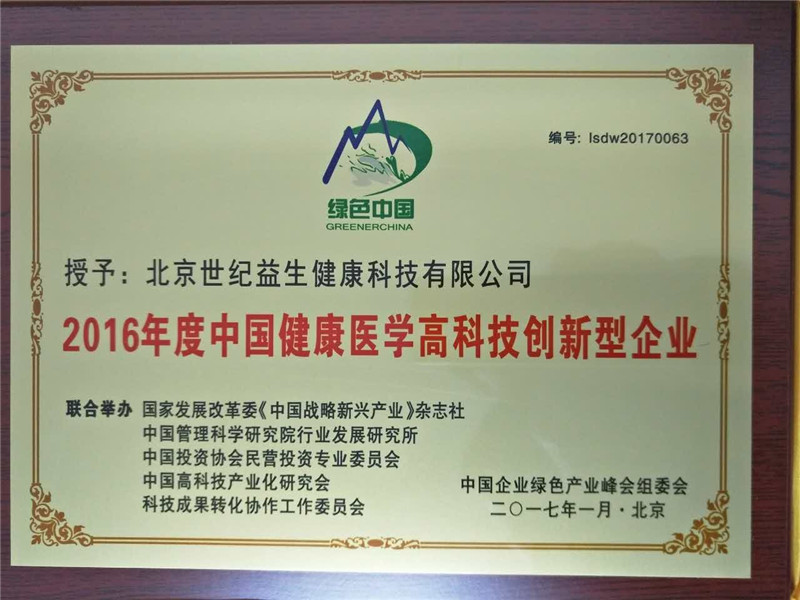 编号: lsdw20170063
绿色中国
GREENERCHINA
授予：北京世纪益生健康科技有限公司
2016年度中国健康医学高科技创新型企业
联合举办 国家发展改革委《中国战略新兴产业》杂志社
中国管理科学研究院行业发展研究所
中国投资协会民营投资专业委员会
中国高科技产业化研究会
科技成果转化协作工作委员会
中国企业绿色产业峰会组委会
二〇一七年一月·北京